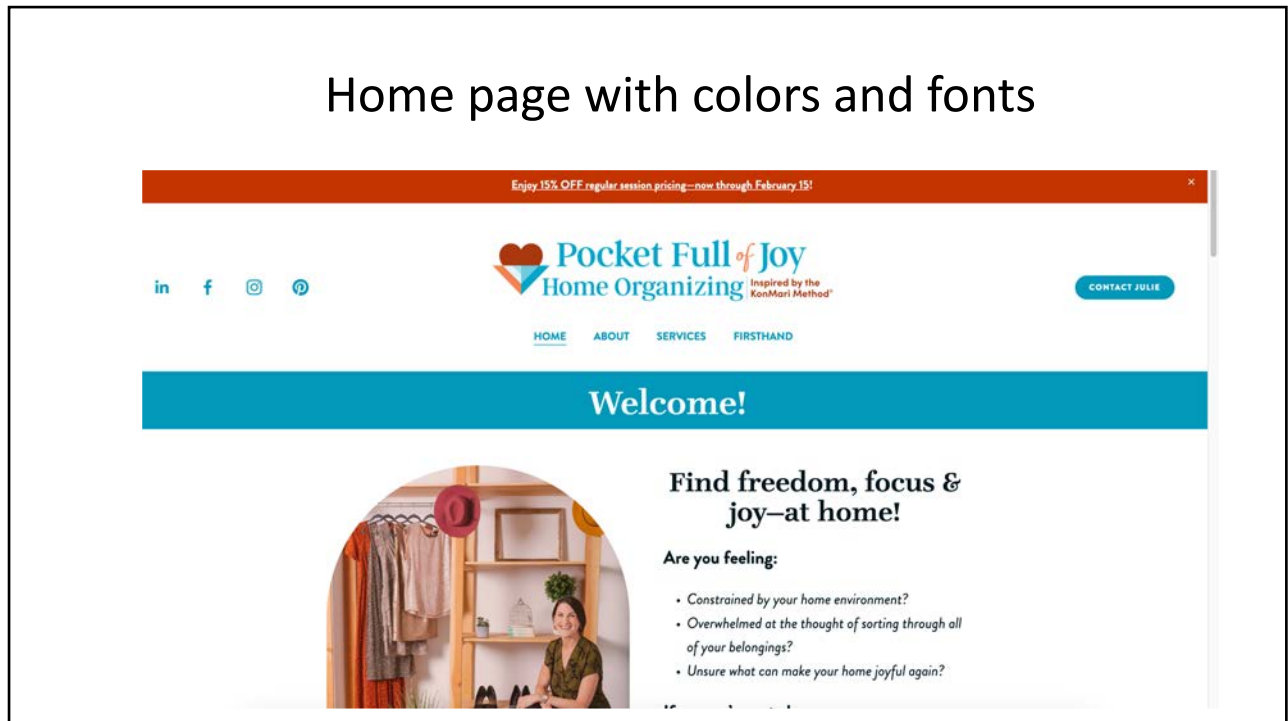 Home page with colors and fonts
Enjoy 15% OFF regular session pricing—now through February 15!
Pocket Full of Joy
Home Organizing
Inspired by the
KonMari Method®
CONTACT JULIE
HOME ABOUT SERVICES FIRSTHAND
Welcome!
Find freedom, focus &
joy—at home!
Are you feeling:
• Constrained by your home environment?
• Overwhelmed at the thought of sorting through all
of your belongings?
• Unsure what can make your home joyful again?